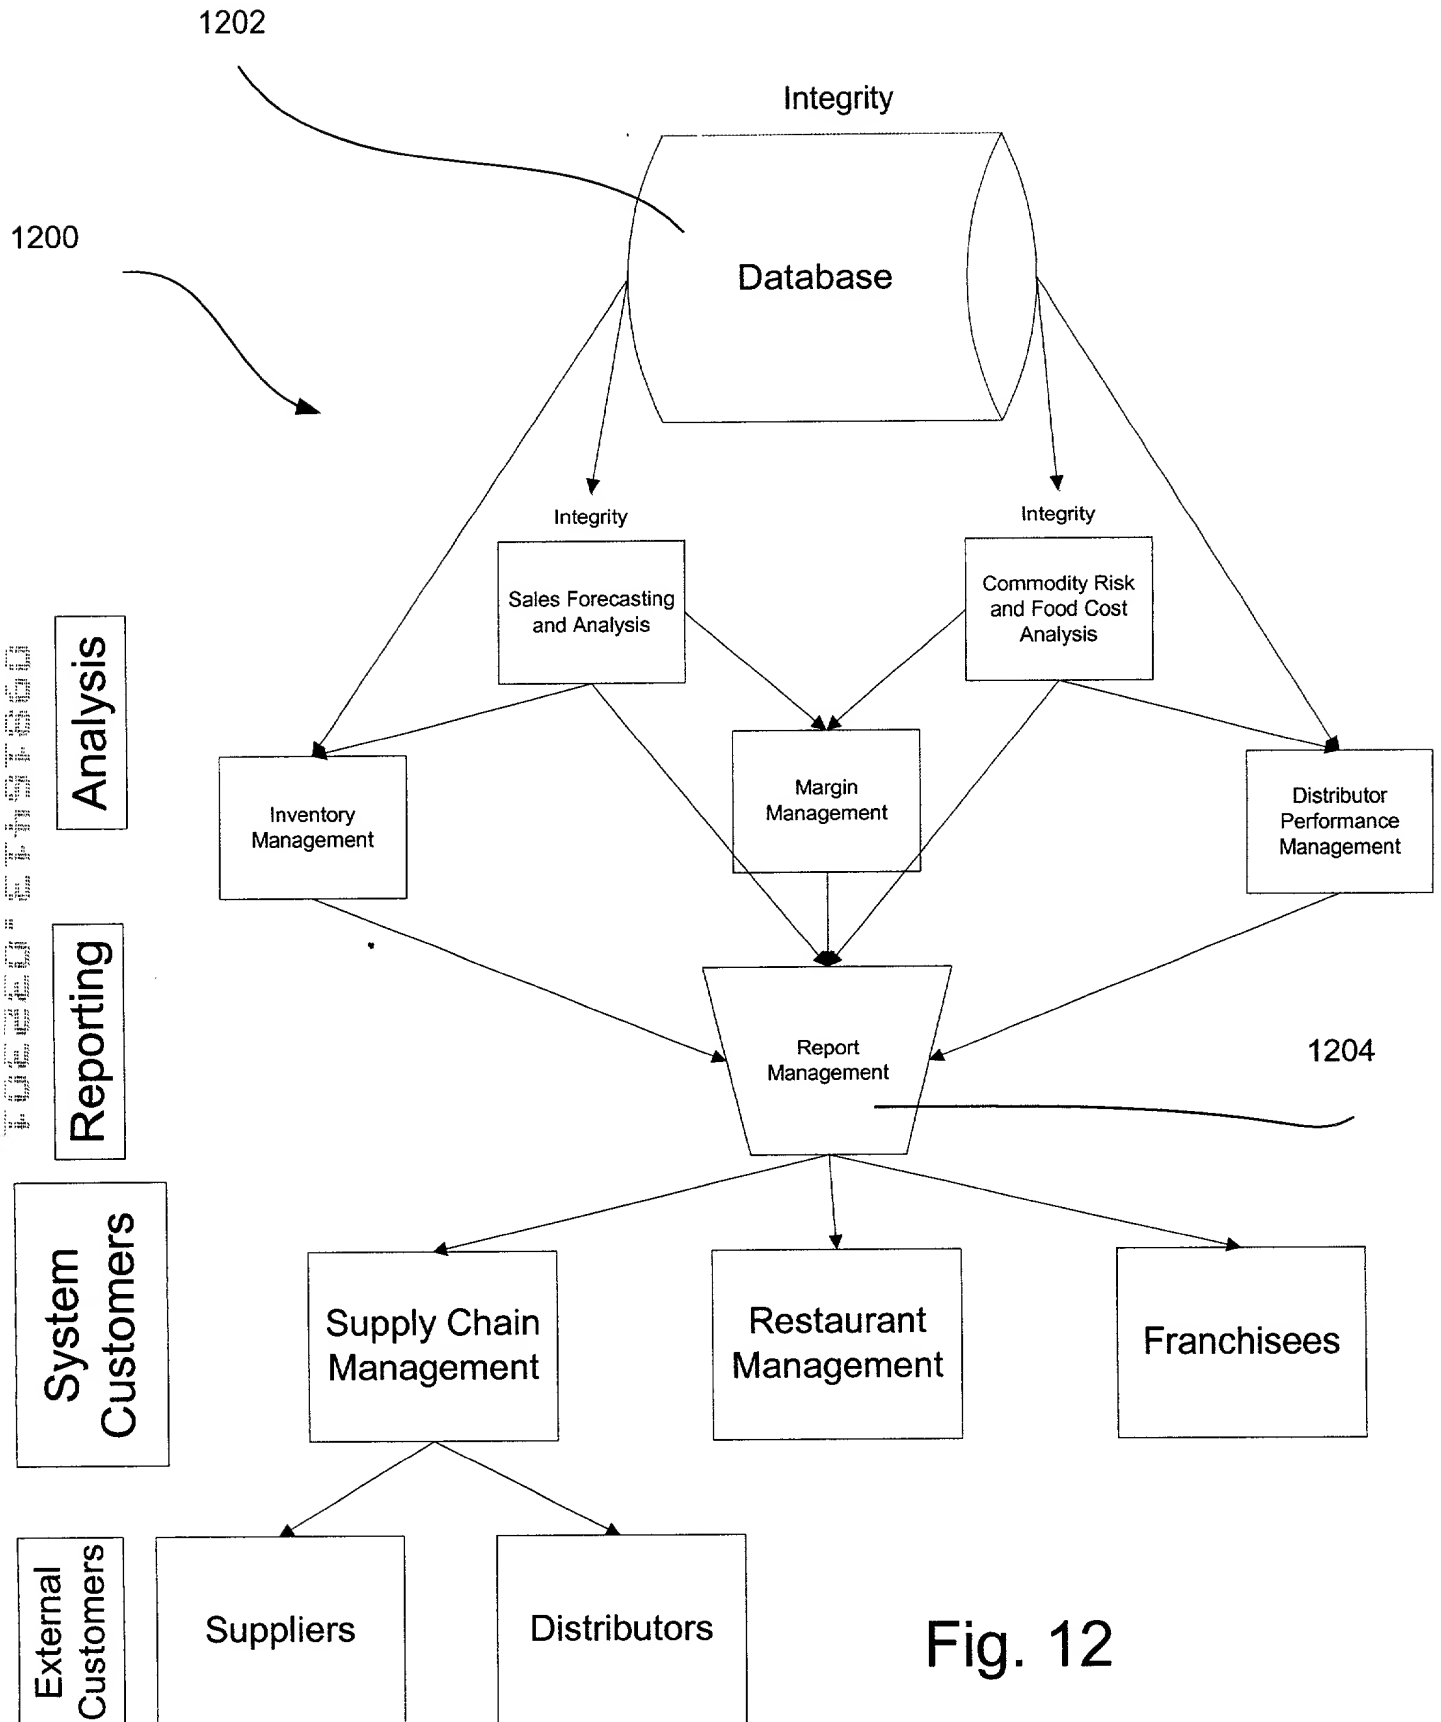 1202
Integrity
1200
Database
Integrity
Integrity
Sales Forecasting
and Analysis
Commodity Risk
and Food Cost
Analysis
Analysis
Inventory
Management
Margin
Management
Distributor
Performance
Management
Reporting
Report
Management
1204
System
Customers
Supply Chain
Management
Restaurant
Management
Franchisees
External
Customers
Suppliers
Distributors
Fig. 12